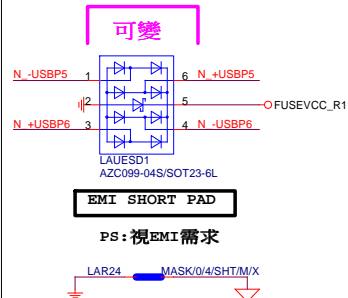 可變
N_-USBP5 1 6 N_+USBP5
2 5 FUSEVCC_R1
N_+USBP6 3 4 N_-USBP6
LAUESD1
AZC099-04S/SOT23-6L
EMI SHORT PAD
PS:視EMI需求
LAR24 MASK/0/4/SHT/M/X